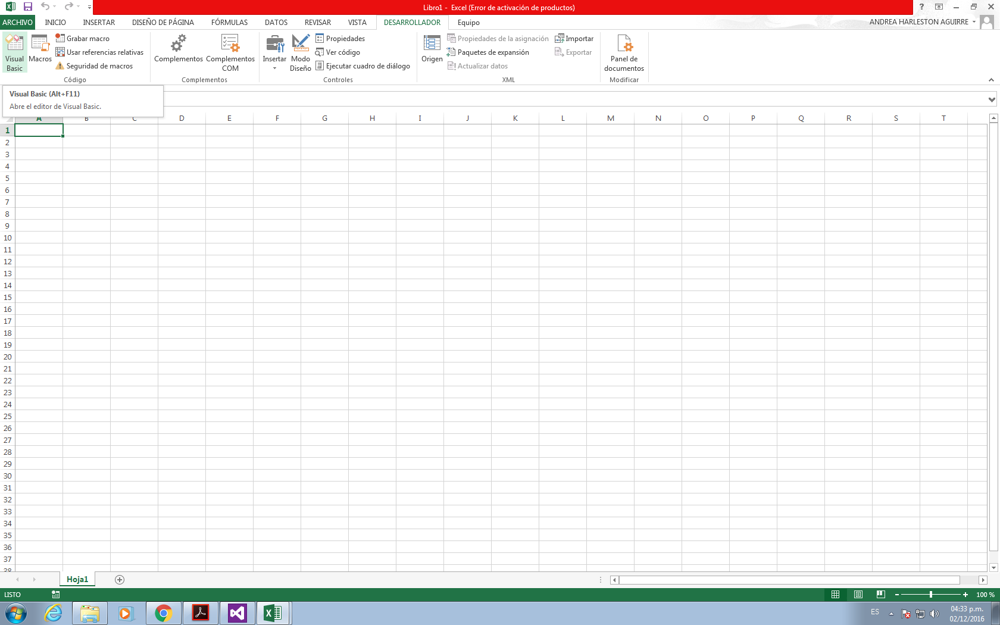 Libro1 - Excel (Error de activación de productos)
?
ARCHIVO INICIO INSERTAR DISEÑO DE PÁGINA FÓRMULAS DATOS REVISAR VISTA DESARROLLADOR Equipo ANDREA HARLESTON AGUIRRE
Visual Basic
Macros
Grabar macro
Usar referencias relativas
Seguridad de macros
Código
Complementos
Complementos COM
Complementos
Insertar
Modo Diseño
Propiedades
Ver código
Ejecutar cuadro de diálogo
Controles
Origen
Propiedades de la asignación
Paquetes de expansión
Actualizar datos
Importar
Exportar
XML
Panel de documentos
Modificar
Visual Basic (Alt+F11)
Abre el editor de Visual Basic.
A B C D E F G H I J K L M N O P Q R S T
1
2
3
4
5
6
7
8
9
10
11
12
13
14
15
16
17
18
19
20
21
22
23
24
25
26
27
28
29
30
31
32
33
34
35
36
37
38
Hoja1
LISTO
100 %
ES
04:33 p.m.
02/12/2016